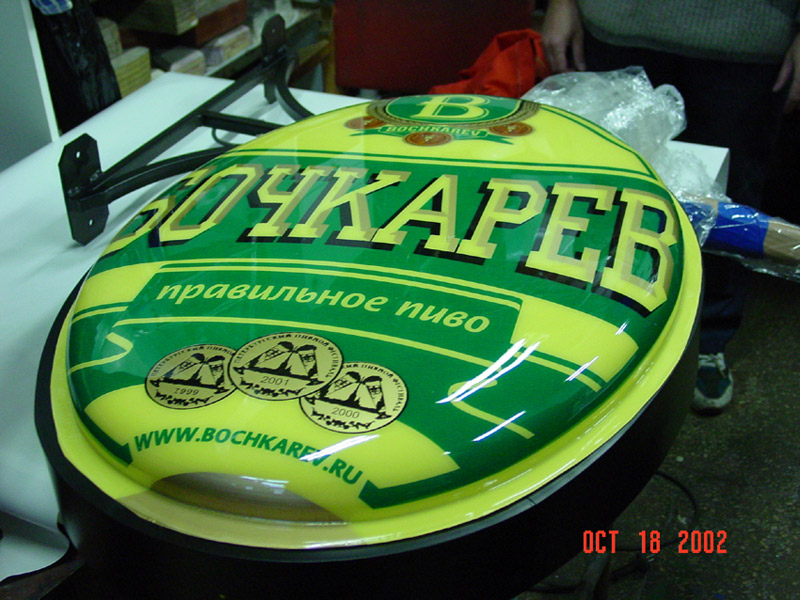 B
BOCHKAREV
БОЧКАРЕВ
правильное пиво
1999
2001
2000
WWW.BOCHKAREV.RU
OCT 18 2002